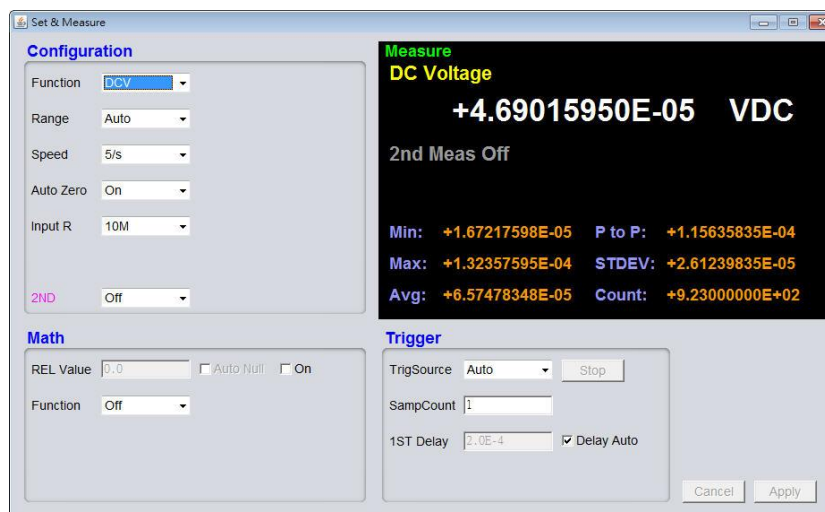 Set & Measure
Configuration
Function DCV
Range Auto
Speed 5/s
Auto Zero On
Input R 10M
2ND Off
Measure
DC Voltage
+4.69015950E-05 VDC
2nd Meas Off
Min: +1.67217598E-05 P to P: +1.15635835E-04
Max: +1.32357595E-04 STDEV: +2.61239835E-05
Avg: +6.57478348E-05 Count: +9.23000000E+02
Math
REL Value 0.0 Auto Null On
Function Off
Trigger
TrigSource Auto Stop
SampCount 1
1ST Delay 2.0E-4 Delay Auto
Cancel Apply